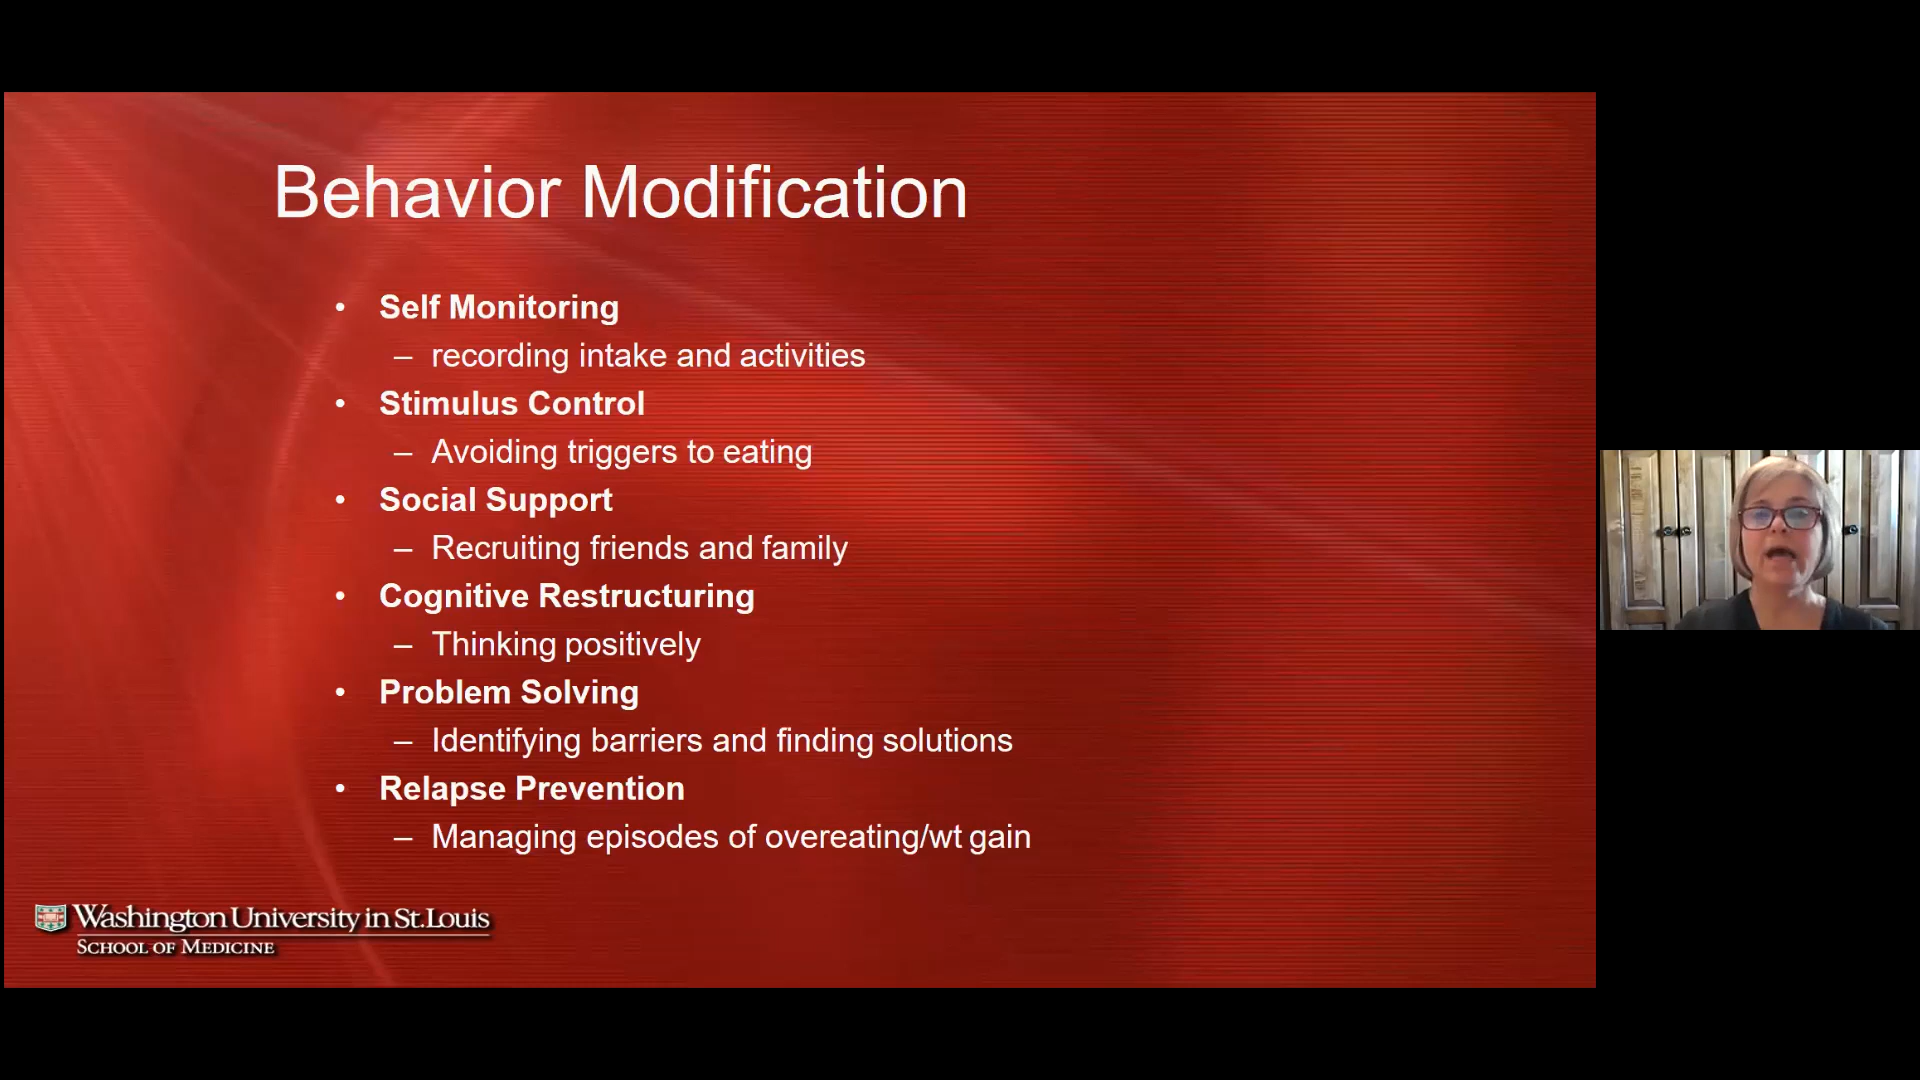 Behavior Modification
• Self Monitoring
– recording intake and activities
• Stimulus Control
– Avoiding triggers to eating
• Social Support
– Recruiting friends and family
• Cognitive Restructuring
– Thinking positively
• Problem Solving
– Identifying barriers and finding solutions
• Relapse Prevention
– Managing episodes of overeating/wt gain
Washington University in St. Louis
SCHOOL OF MEDICINE